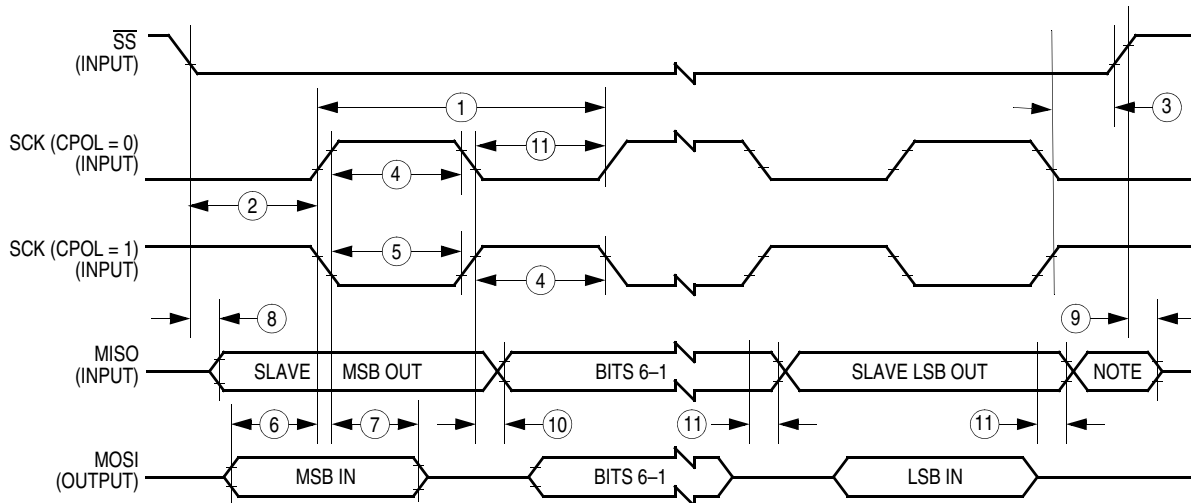 SS
(INPUT)
1
3
SCK (CPOL = 0)
(INPUT)
11
4
2
SCK (CPOL = 1)
(INPUT)
5
4
8
9
MISO
(INPUT)
SLAVE MSB OUT
BITS 6–1
SLAVE LSB OUT
NOTE
6
7
10
11
11
MOSI
(OUTPUT)
MSB IN
BITS 6–1
LSB IN